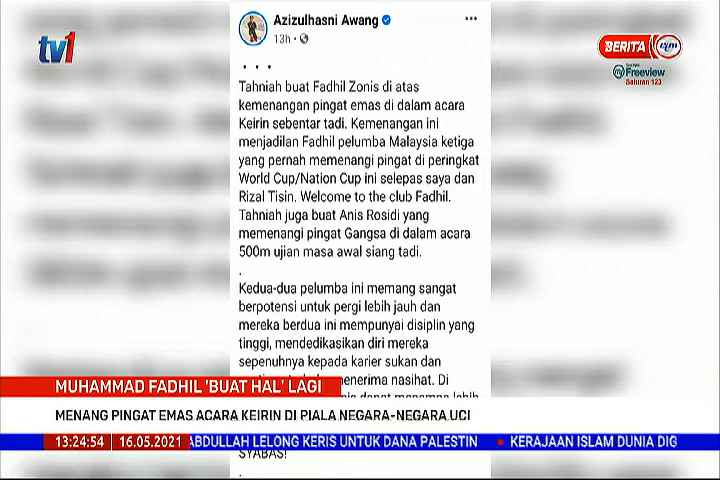 tv1
Azizulhasni Awang
13h
BERITA rtm
myFreeview
Saluran 123
• • •
Tahniah buat Fadhil Zonis di atas
kemenangan pingat emas di dalam acara
Keirin sebentar tadi. Kemenangan ini
menjadilan Fadhil pelumba Malaysia ketiga
yang pernah memenangi pingat di peringkat
World Cup/Nation Cup ini selepas saya dan
Rizal Tisin. Welcome to the club Fadhil.
Tahniah juga buat Anis Rosidi yang
memenangi pingat Gangsa di dalam acara
500m ujian masa awal siang tadi.
.
Kedua-dua pelumba ini memang sangat
berpotensi untuk pergi lebih jauh dan
mereka berdua ini mempunyai disiplin yang
tinggi, mendedikasikan diri mereka
sepenuhnya kepada karier sukan dan
menerima nasihat. Di
MUHAMMAD FADHIL 'BUAT HAL' LAGI
MENANG PINGAT EMAS ACARA KEIRIN DI PIALA NEGARA-NEGARA UCI
13:24:54 16.05.2021 ABDULLAH LELONG KERIS UNTUK DANA PALESTIN • KERAJAAN ISLAM DUNIA DIG
SYABAS!
.